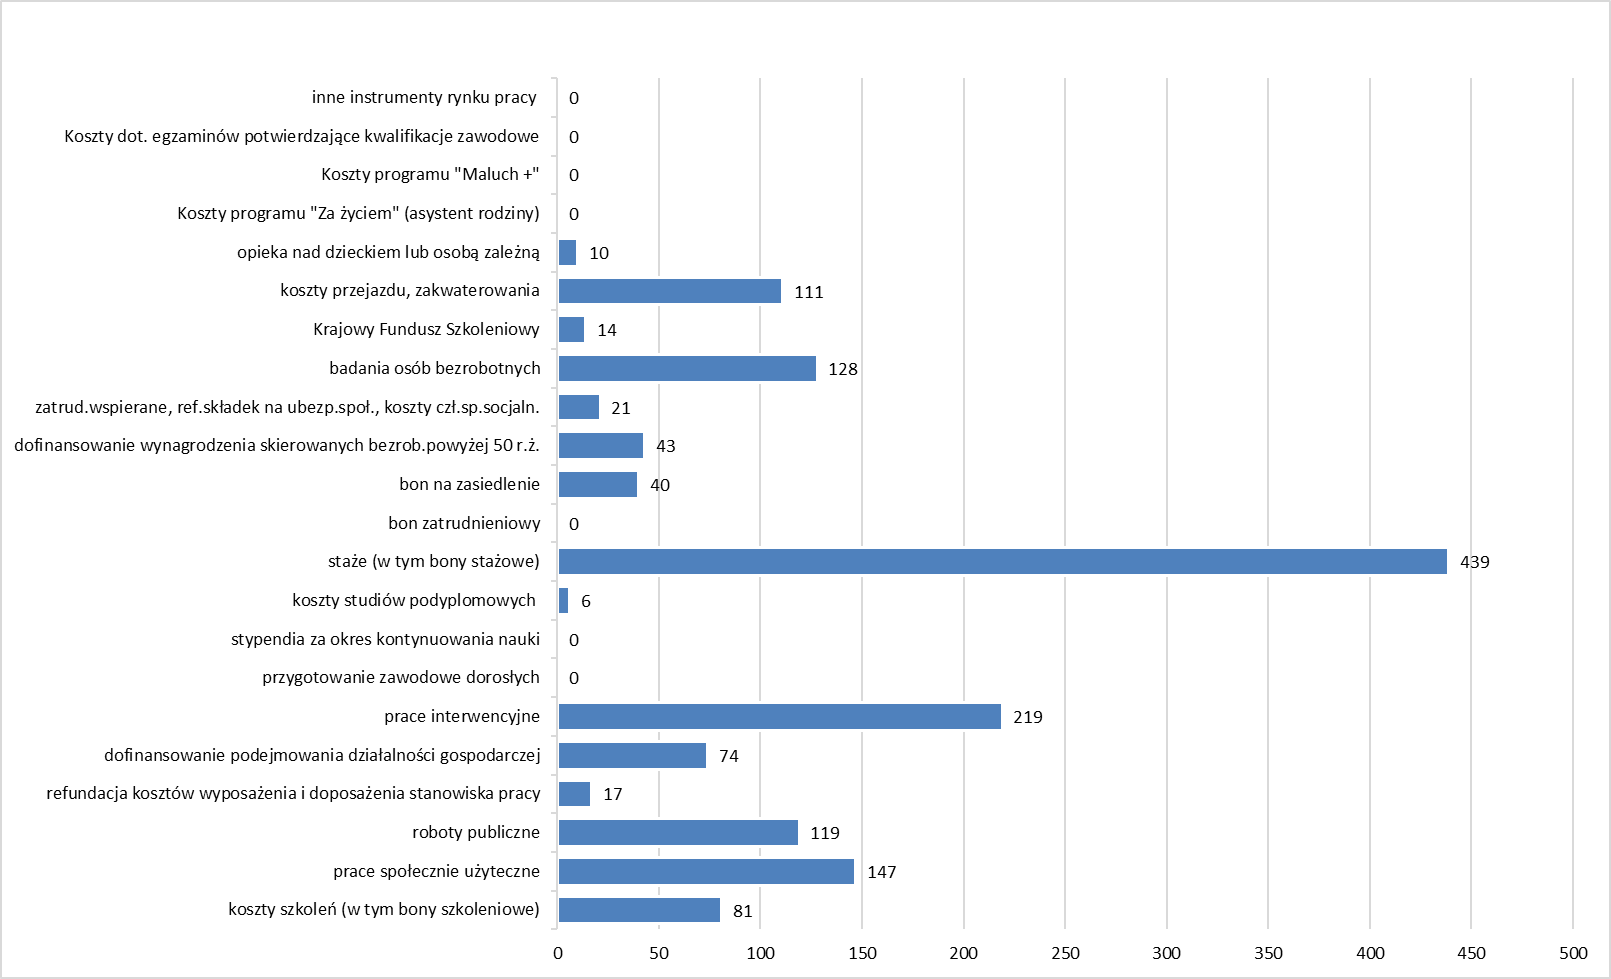 inne instrumenty rynku pracy 0
Koszty dot. egzaminów potwierdzające kwalifikacje zawodowe 0
Koszty programu "Maluch +" 0
Koszty programu "Za życiem" (asystent rodziny) 0
opieka nad dzieckiem lub osobą zależną 10
koszty przejazdu, zakwaterowania 111
Krajowy Fundusz Szkoleniowy 14
badania osób bezrobotnych 128
zatrud.wspierane, ref.składek na ubezp.społ., koszty czł.sp.socjaln. 21
dofinansowanie wynagrodzenia skierowanych bezrob.powyżej 50 r.ż. 43
bon na zasiedlenie 40
bon zatrudnieniowy 0
staże (w tym bony stażowe) 439
koszty studiów podyplomowych 6
stypendia za okres kontynuowania nauki 0
przygotowanie zawodowe dorosłych 0
prace interwencyjne 219
dofinansowanie podejmowania działalności gospodarczej 74
refundacja kosztów wyposażenia i doposażenia stanowiska pracy 17
roboty publiczne 119
prace społecznie użyteczne 147
koszty szkoleń (w tym bony szkoleniowe) 81
0 50 100 150 200 250 300 350 400 450 500